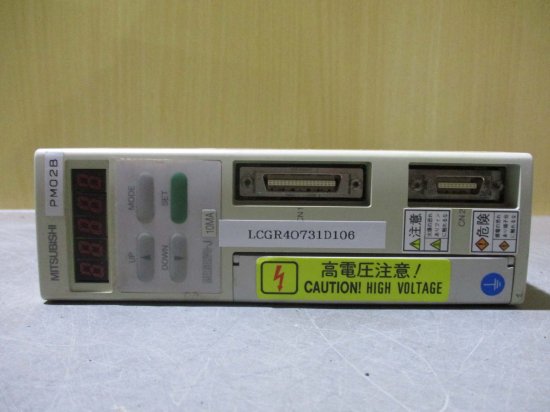 MITSUBISHI
PM02B
88888
MODE
SET
UP
DOWN
10MA
CN1
CN2
LCGR40731D106
注意
危険
高電圧注意!
CAUTION! HIGH VOLTAGE